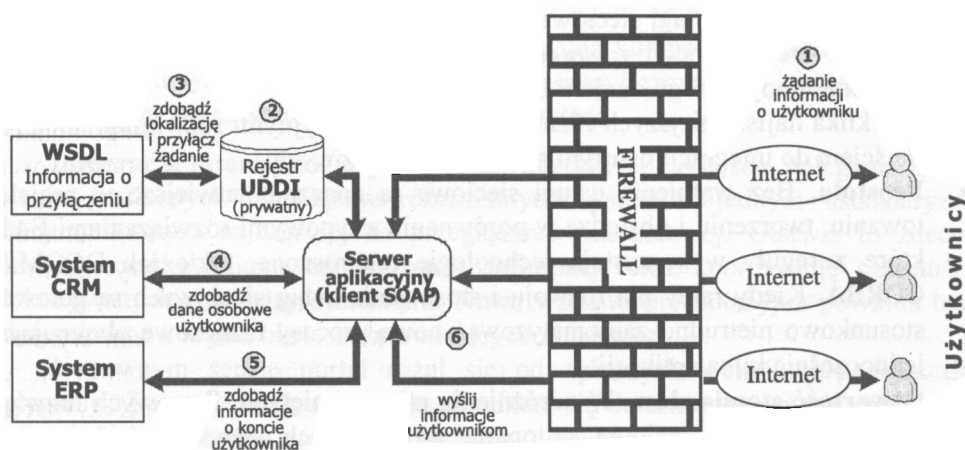 ①
żądanie
informacji
o użytkowniku
②
Rejestr
UDDI
(prywatny)
③
zdobądź
lokalizację
i przyłącz
żądanie
WSDL
Informacja o
przyłączeniu
System
CRM
④
zdobądź
dane osobowe
użytkownika
Serwer
aplikacyjny
klient SOAP
System
ERP
⑤
zdobądź
informacje
o koncie
użytkownika
⑥
wyślij
informacje
użytkownikom
FIREWALL
Internet
Internet
Internet
Użytkownicy